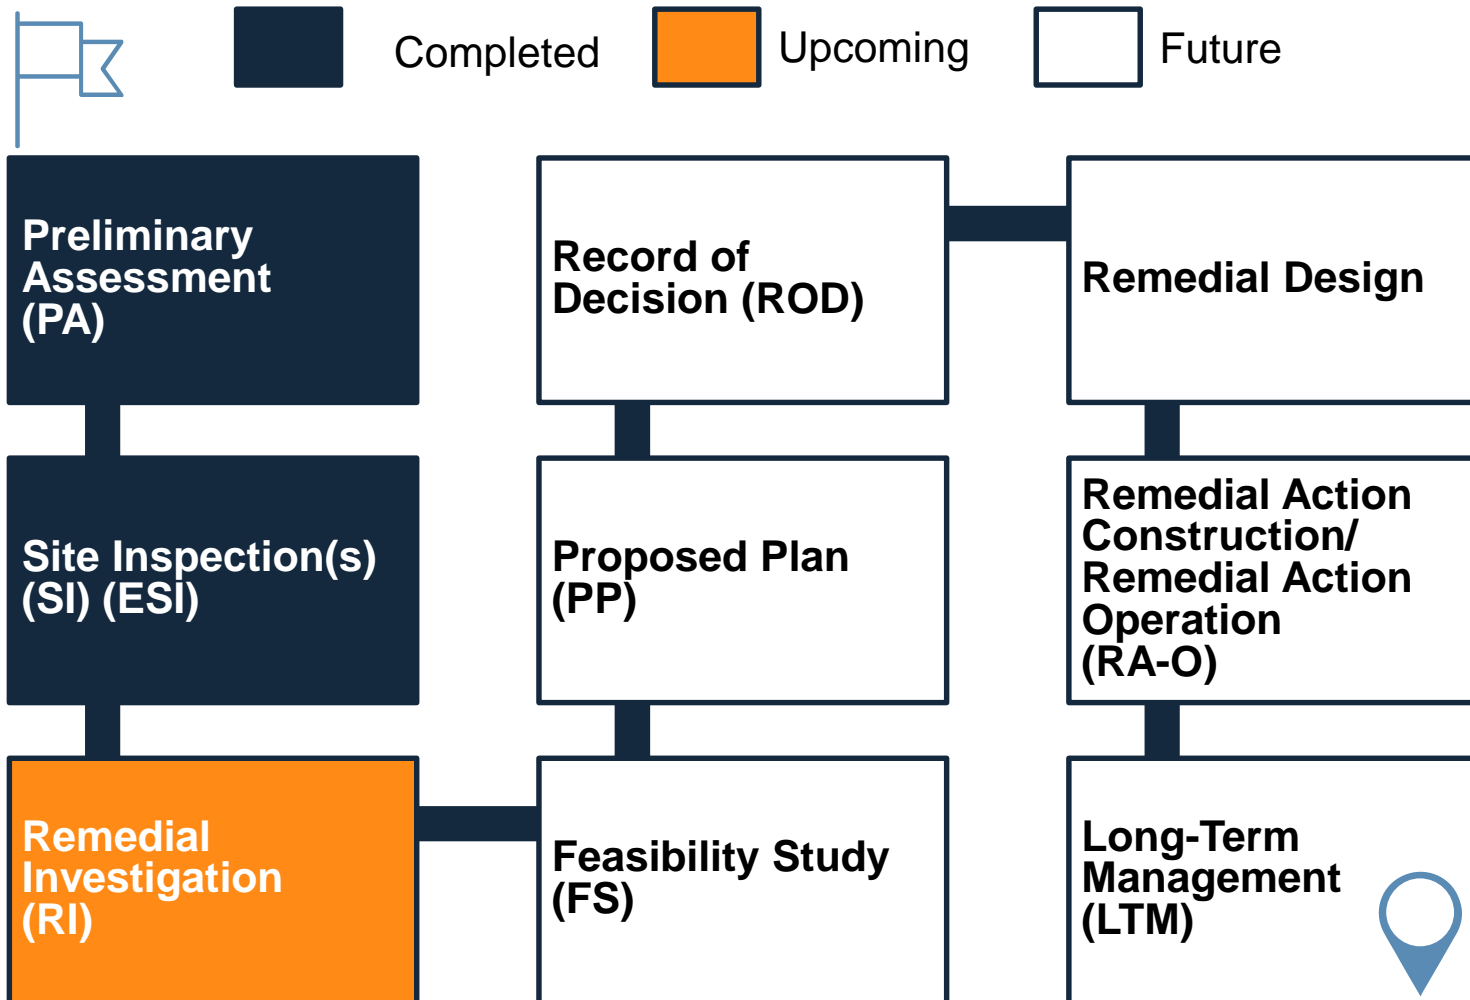 Completed
Upcoming
Future
Preliminary
Assessment
(PA)
Site Inspection(s)
(SI) (ESI)
Remedial
Investigation
(RI)
Feasibility Study
(FS)
Proposed Plan
(PP)
Record of
Decision (ROD)
Remedial Design
Remedial Action
Construction/
Remedial Action
Operation
(RA-O)
Long-Term
Management
(LTM)